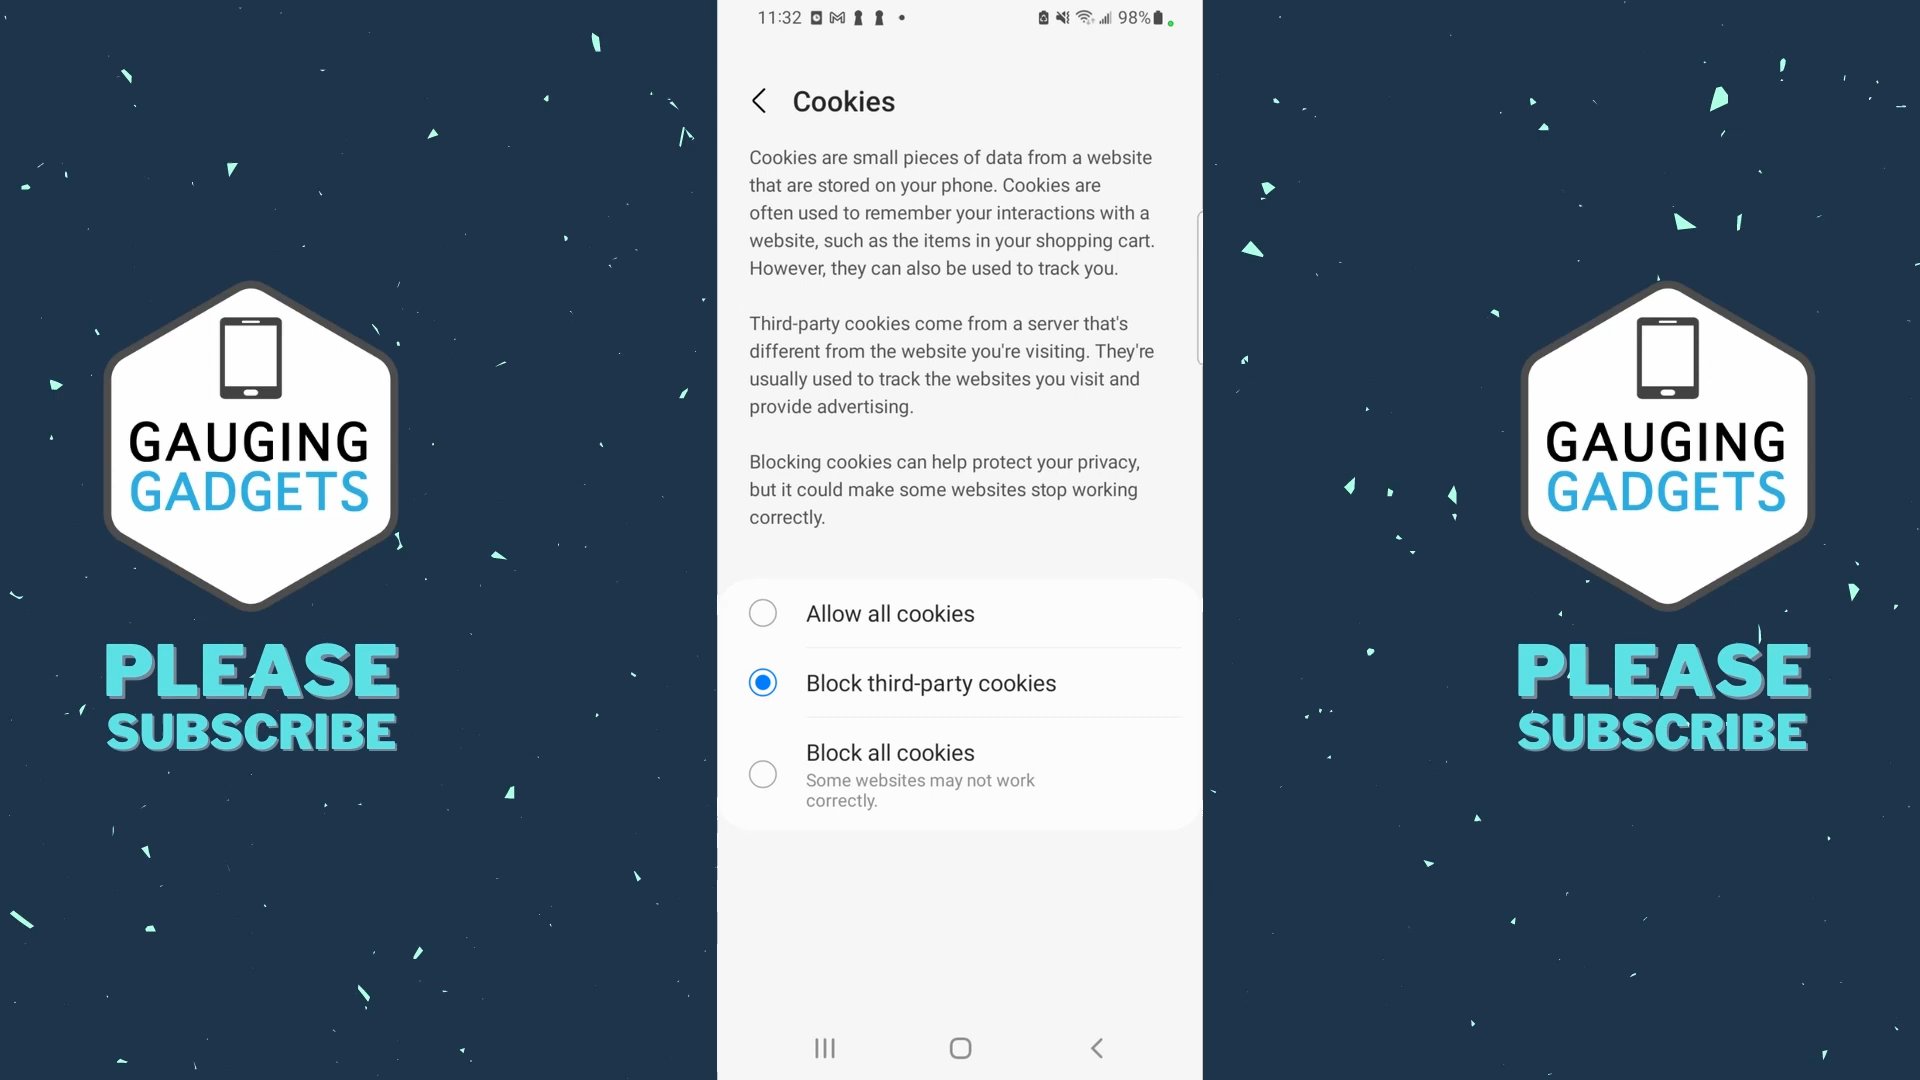 11:32
98%
Cookies
Cookies are small pieces of data from a website
that are stored on your phone. Cookies are
often used to remember your interactions with a
website, such as the items in your shopping cart.
However, they can also be used to track you.
Third-party cookies come from a server that's
different from the website you're visiting. They're
usually used to track the websites you visit and
provide advertising.
Blocking cookies can help protect your privacy,
but it could make some websites stop working
correctly.
Allow all cookies
Block third-party cookies
Block all cookies
Some websites may not work
correctly.
GAUGING
GADGETS
PLEASE
SUBSCRIBE
GAUGING
GADGETS
PLEASE
SUBSCRIBE